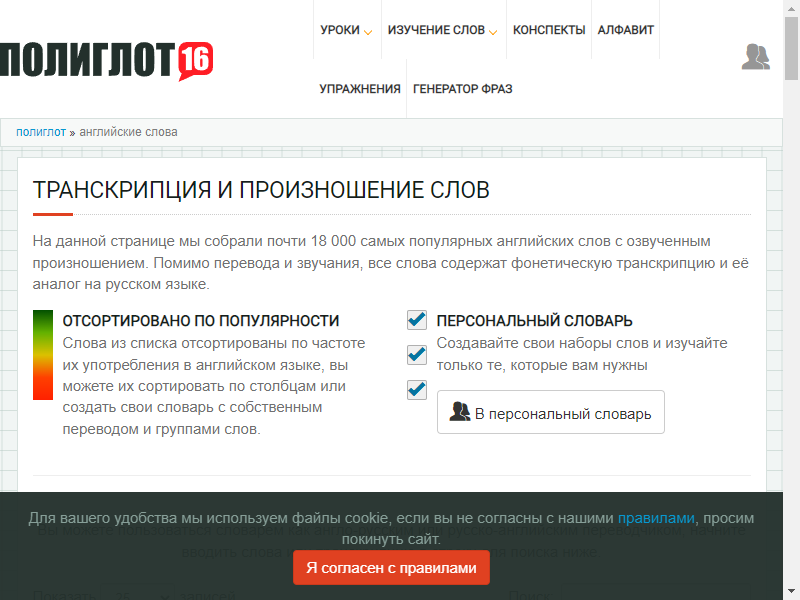 УРОКИ ИЗУЧЕНИЕ СЛОВ КОНСПЕКТЫ АЛФАВИТ
ПОЛИГЛОТ 16
УПРАЖНЕНИЯ ГЕНЕРАТОР ФРАЗ
полиглот » английские слова
ТРАНСКРИПЦИЯ И ПРОИЗНОШЕНИЕ СЛОВ
На данной странице мы собрали почти 18 000 самых популярных английских слов с озвученным
произношением. Помимо перевода и звучания, все слова содержат фонетическую транскрипцию и её
аналог на русском языке.
ОТСОРТИРОВАНО ПО ПОПУЛЯРНОСТИ
Слова из списка отсортированы по частоте
их употребления в английском языке, вы
можете их сортировать по столбцам или
создать свои словарь с собственным
переводом и группами слов.
ПЕРСОНАЛЬНЫЙ СЛОВАРЬ
Создавайте свои наборы слов и изучайте
только те, которые вам нужны
В персональный словарь
Для вашего удобства мы используем файлы cookie, если вы не согласны с нашими правилами, просим
покинуть сайт.
Я согласен с правилами